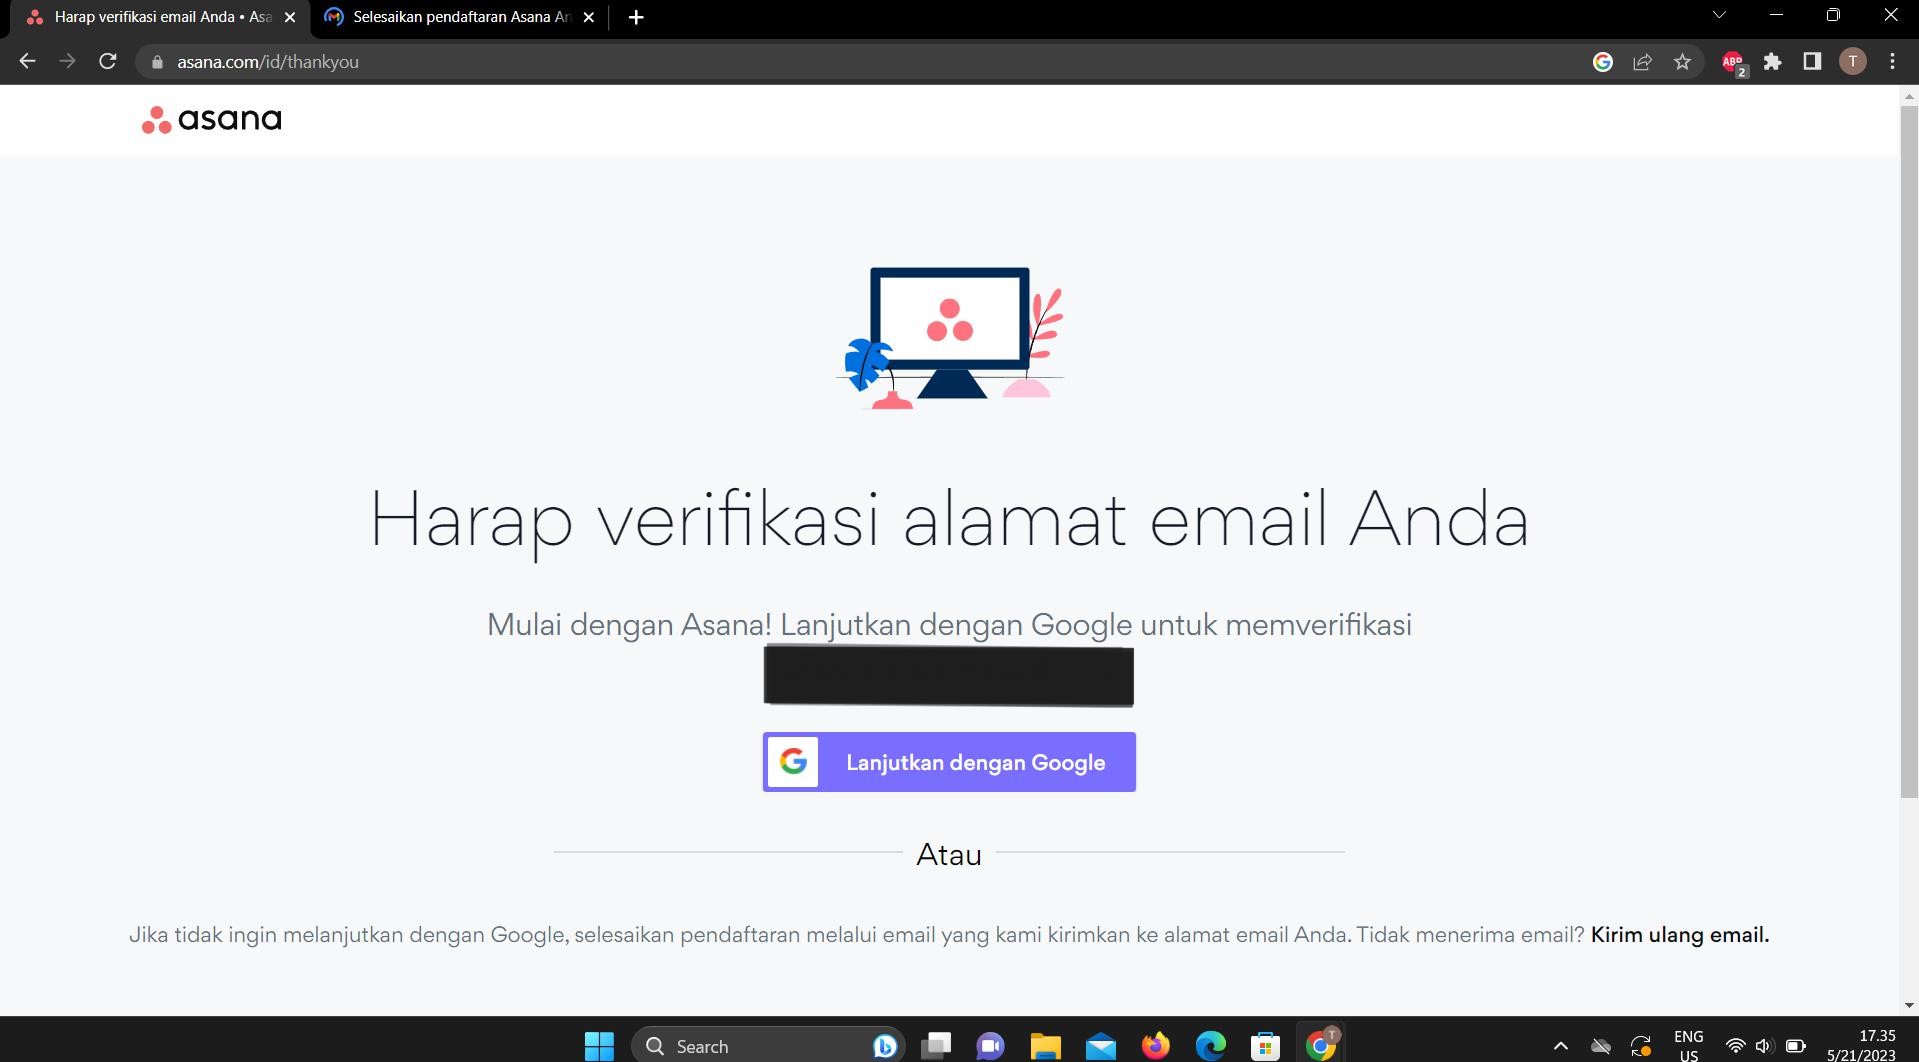 Harap verifikasi email Anda • Asa
Selesaikan pendaftaran Asana An
asana.com/id/thankyou
ABP
2
T
asana
Harap verifikasi alamat email Anda
Mulai dengan Asana! Lanjutkan dengan Google untuk memverifikasi
Lanjutkan dengan Google
Atau
Jika tidak ingin melanjutkan dengan Google, selesaikan pendaftaran melalui email yang kami kirimkan ke alamat email Anda. Tidak menerima email? Kirim ulang email.
Search
T
ENG
US
17.35
5/21/2023